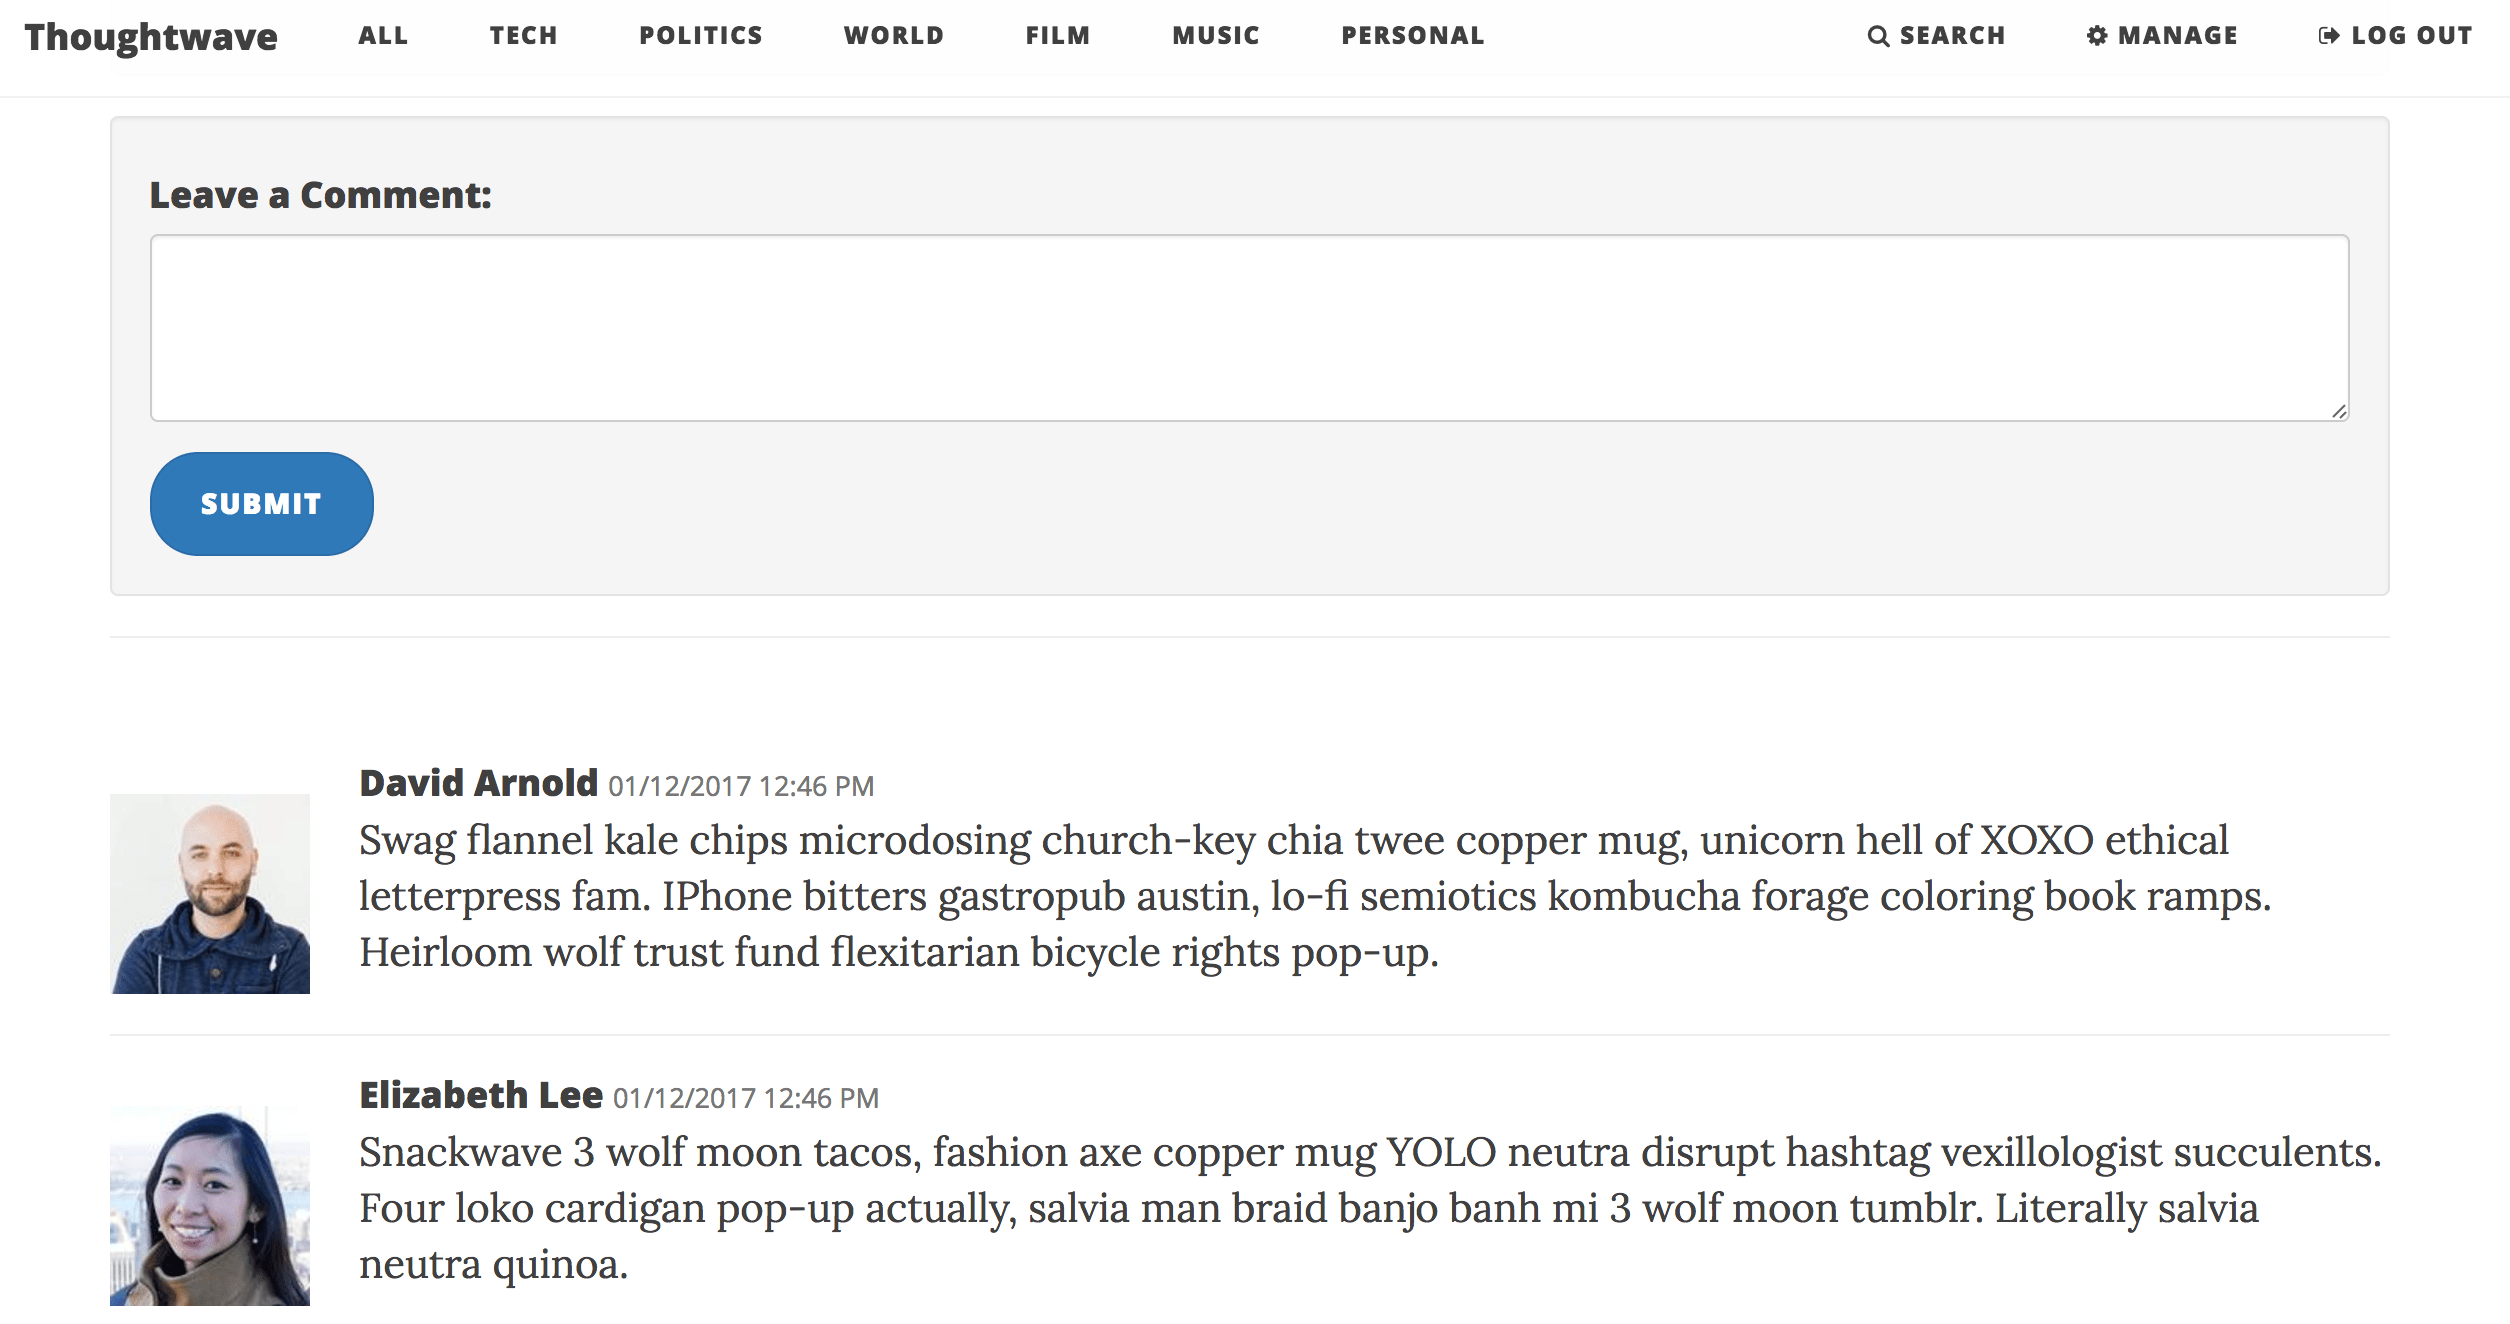 Thoughtwave ALL TECH POLITICS WORLD FILM MUSIC PERSONAL SEARCH MANAGE LOG OUT
Leave a Comment:
SUBMIT
David Arnold 01/12/2017 12:46 PM
Swag flannel kale chips microdosing church-key chia twee copper mug, unicorn hell of XOXO ethical
letterpress fam. IPhone bitters gastropub austin, lo-fi semiotics kombucha forage coloring book ramps.
Heirloom wolf trust fund flexitarian bicycle rights pop-up.
Elizabeth Lee 01/12/2017 12:46 PM
Snackwave 3 wolf moon tacos, fashion axe copper mug YOLO neutra disrupt hashtag vexillologist succulents.
Four loko cardigan pop-up actually, salvia man braid banjo banh mi 3 wolf moon tumblr. Literally salvia
neutra quinoa.